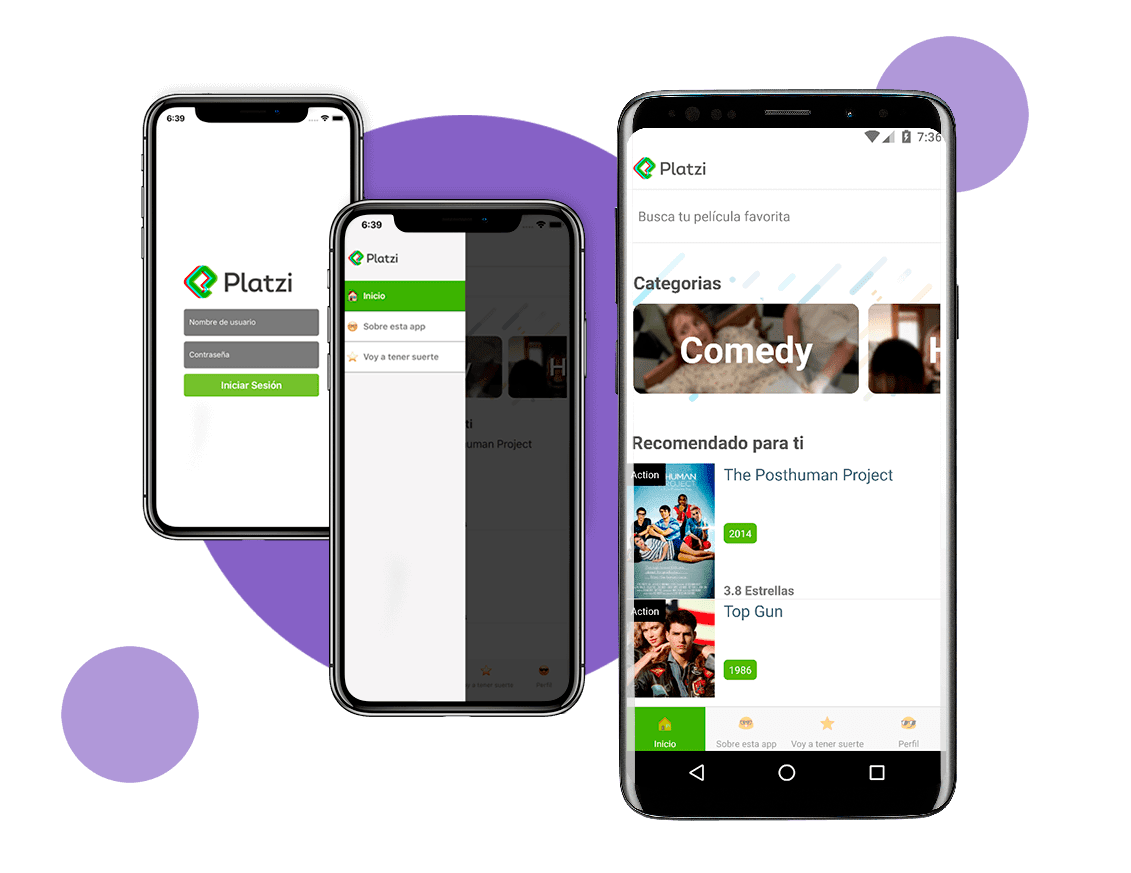 6:39
Platzi
Nombre de usuario
Contraseña
Iniciar Sesión
6:39
Platzi
Inicio
Sobre esta app
Voy a tener suerte
H
ti
uman Project
a tener suerte
Perfil
7:36
Platzi
Busca tu película favorita
Categorias
Comedy
H
Recomendado para ti
Action
HUMAN
PROJECT
The Posthuman Project
2014
3.8 Estrellas
Action
Top Gun
1986
Inicio
Sobre esta app
Voy a tener suerte
Perfil